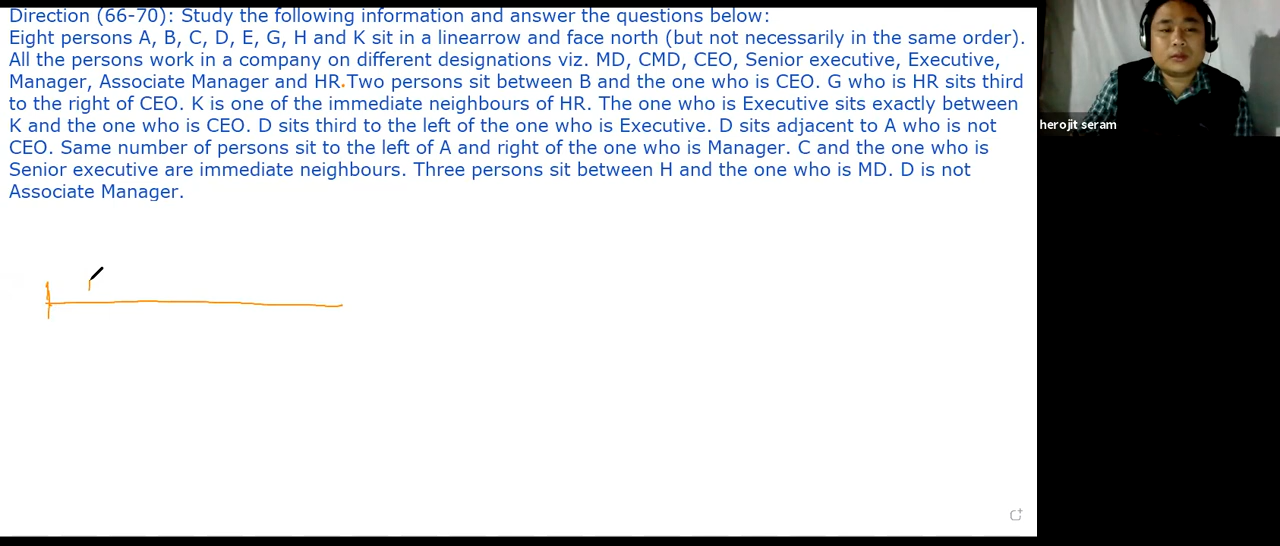 Direction (66-70): Study the following information and answer the questions below:
Eight persons A, B, C, D, E, G, H and K sit in a linearrow and face north (but not necessarily in the same order).
All the persons work in a company on different designations viz. MD, CMD, CEO, Senior executive, Executive,
Manager, Associate Manager and HR.Two persons sit between B and the one who is CEO. G who is HR sits third
to the right of CEO. K is one of the immediate neighbours of HR. The one who is Executive sits exactly between
K and the one who is CEO. D sits third to the left of the one who is Executive. D sits adjacent to A who is not
CEO. Same number of persons sit to the left of A and right of the one who is Manager. C and the one who is
Senior executive are immediate neighbours. Three persons sit between H and the one who is MD. D is not
Associate Manager.
herojit seram